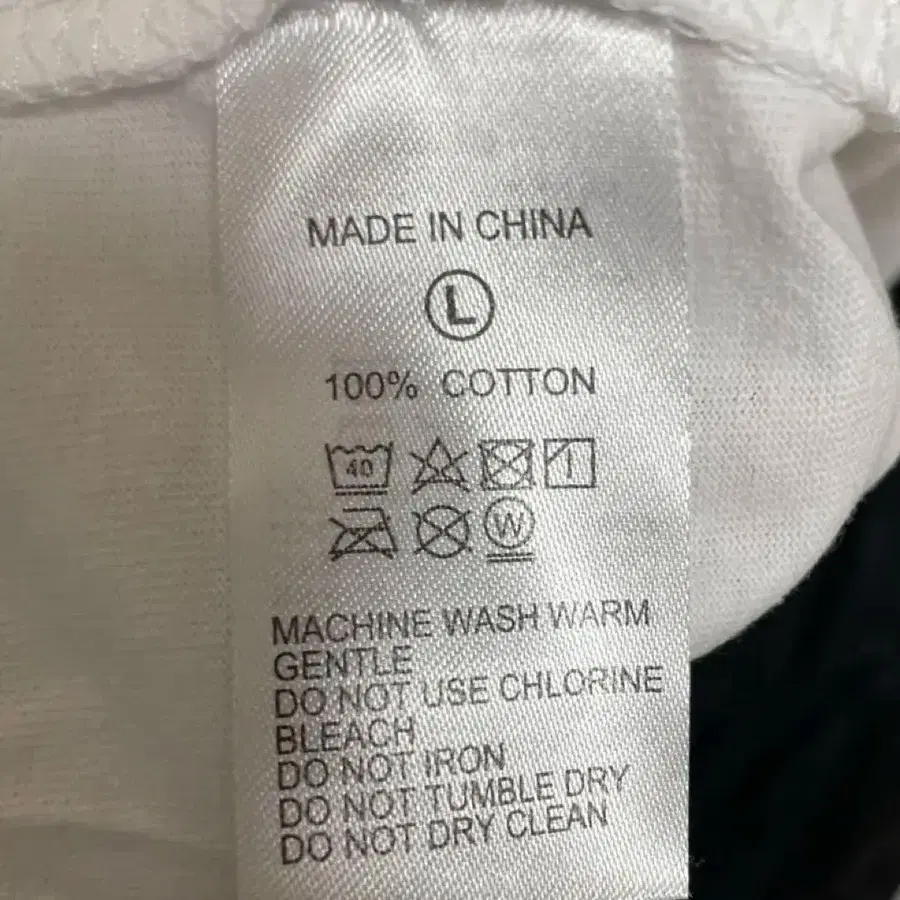 MADE IN CHINA
L
100% COTTON
40
W
MACHINE WASH WARM
GENTLE
DO NOT USE CHLORINE
BLEACH
DO NOT IRON
DO NOT TUMBLE DRY
DO NOT DRY CLEAN